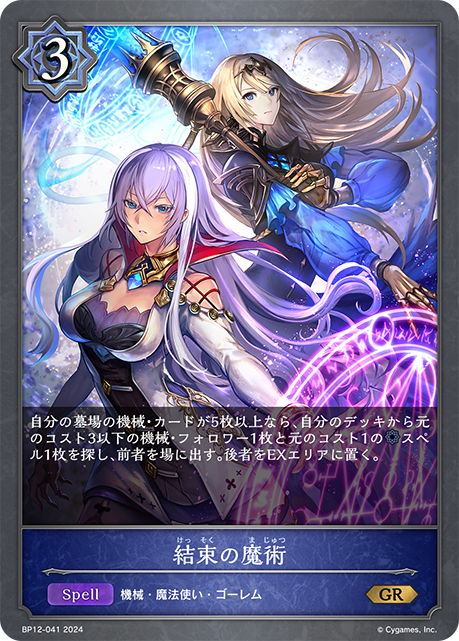 3
自分の墓場の機械・カードが5枚以上なら、自分のデッキから元
のコスト3以下の機械・フォロワー1枚と元のコスト1のスペ
ル1枚を探し、前者を場に出す。後者をEXエリアに置く。
けっそく まじゅつ
結束の魔術
Spell 機械・魔法使い・ゴーレム GR
BP12-041 2024 © Cygames, Inc.